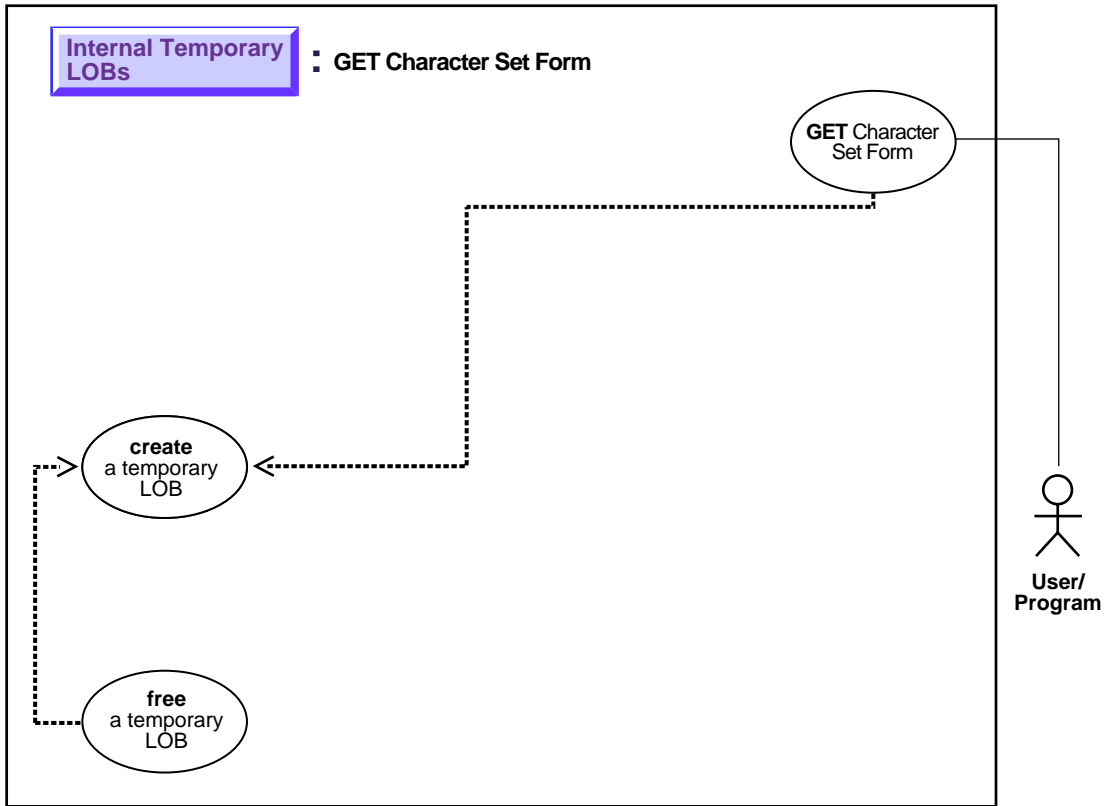 Internal Temporary
LOBs
: GET Character Set Form
GET Character
Set Form
create
a temporary
LOB
User/
Program
free
a temporary
LOB